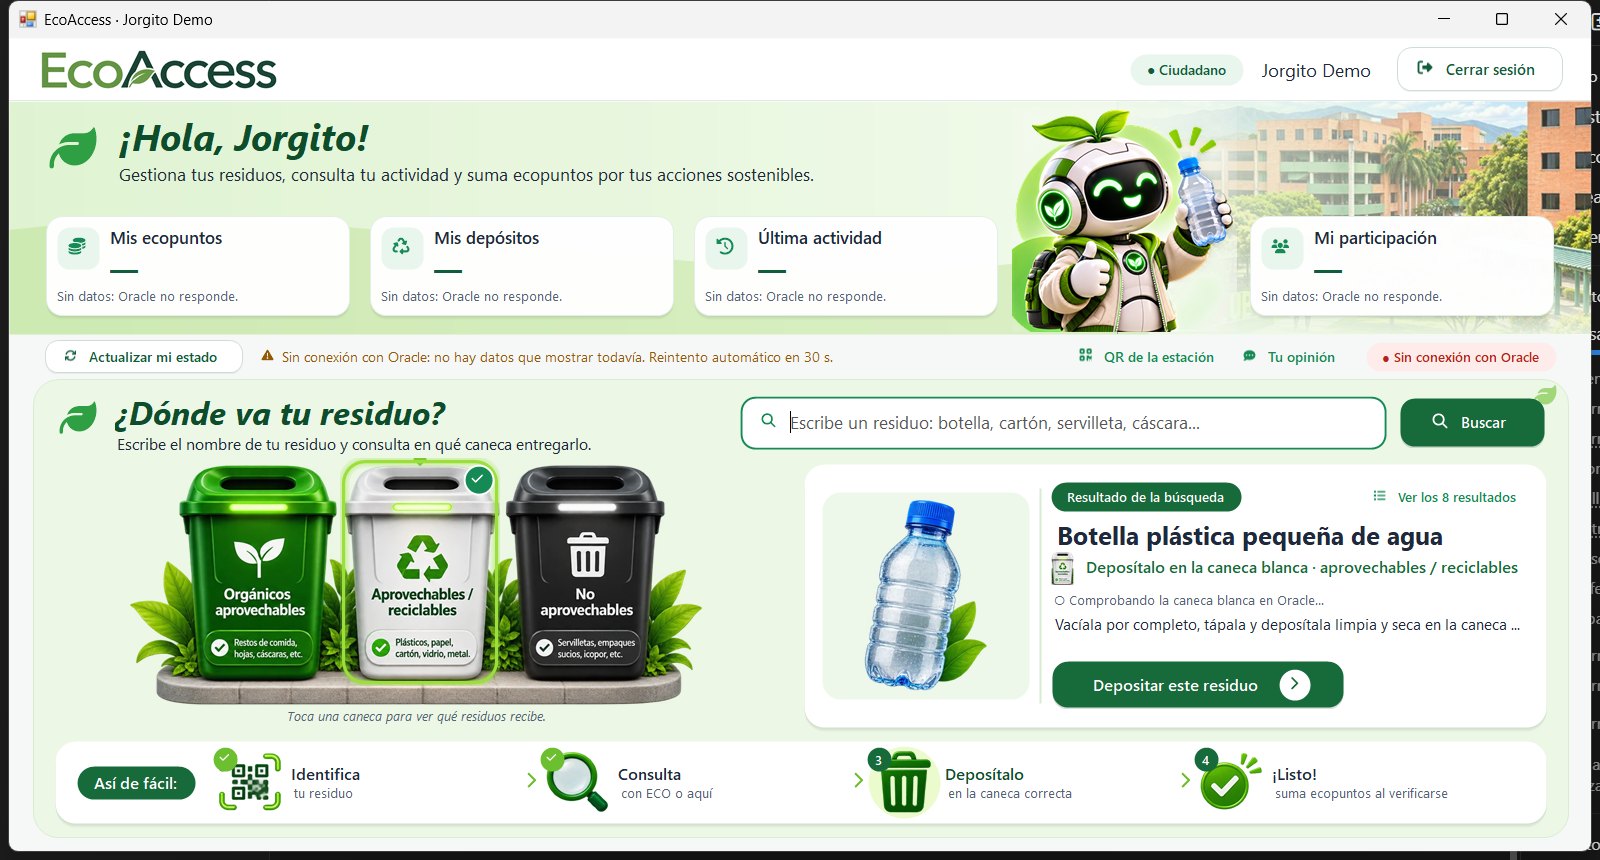 EcoAccess · Jorgito Demo
EcoAccess
● Ciudadano
Jorgito Demo
Cerrar sesión
¡Hola, Jorgito!
Gestiona tus residuos, consulta tu actividad y suma ecopuntos por tus acciones sostenibles.
Mis ecopuntos
Sin datos: Oracle no responde.
Mis depósitos
Sin datos: Oracle no responde.
Última actividad
Sin datos: Oracle no responde.
Mi participación
Sin datos: Oracle no responde.
Actualizar mi estado
Sin conexión con Oracle: no hay datos que mostrar todavía. Reintento automático en 30 s.
QR de la estación
Tu opinión
● Sin conexión con Oracle
¿Dónde va tu residuo?
Escribe el nombre de tu residuo y consulta en qué caneca entregarlo.
Escribe un residuo: botella, cartón, servilleta, cáscara...
Buscar
Orgánicos
aprovechables
Restos de comida,
hojas, cáscaras, etc.
Aprovechables /
reciclables
Plásticos, papel,
cartón, vidrio, metal.
No
aprovechables
Servilletas, empaques
sucios, icopor, etc.
Toca una caneca para ver qué residuos recibe.
Resultado de la búsqueda
Ver los 8 resultados
Botella plástica pequeña de agua
Deposítalo en la caneca blanca · aprovechables / reciclables
○ Comprobando la caneca blanca en Oracle...
Vacíala por completo, tápala y deposítala limpia y seca en la caneca ...
Depositar este residuo
Así de fácil:
Identifica
tu residuo
Consulta
con ECO o aquí
3
Deposítalo
en la caneca correcta
4
¡Listo!
suma ecopuntos al verificarse